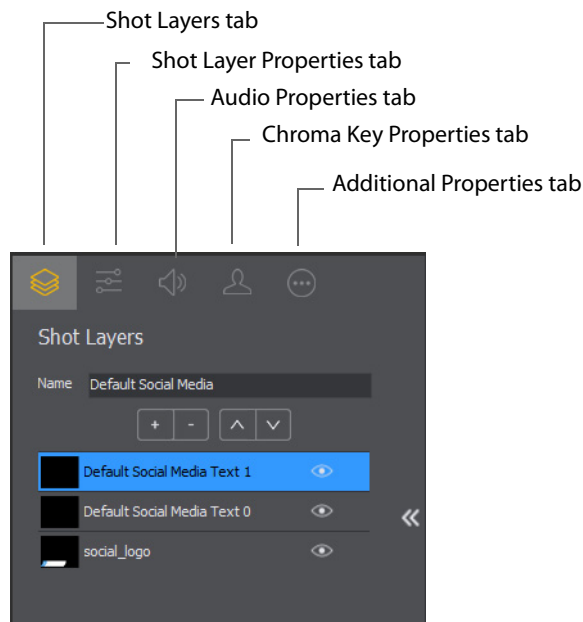 Shot Layers tab
Shot Layer Properties tab
Audio Properties tab
Chroma Key Properties tab
Additional Properties tab
Shot Layers
Name Default Social Media
+ -
Default Social Media Text 1
Default Social Media Text 0
social_logo